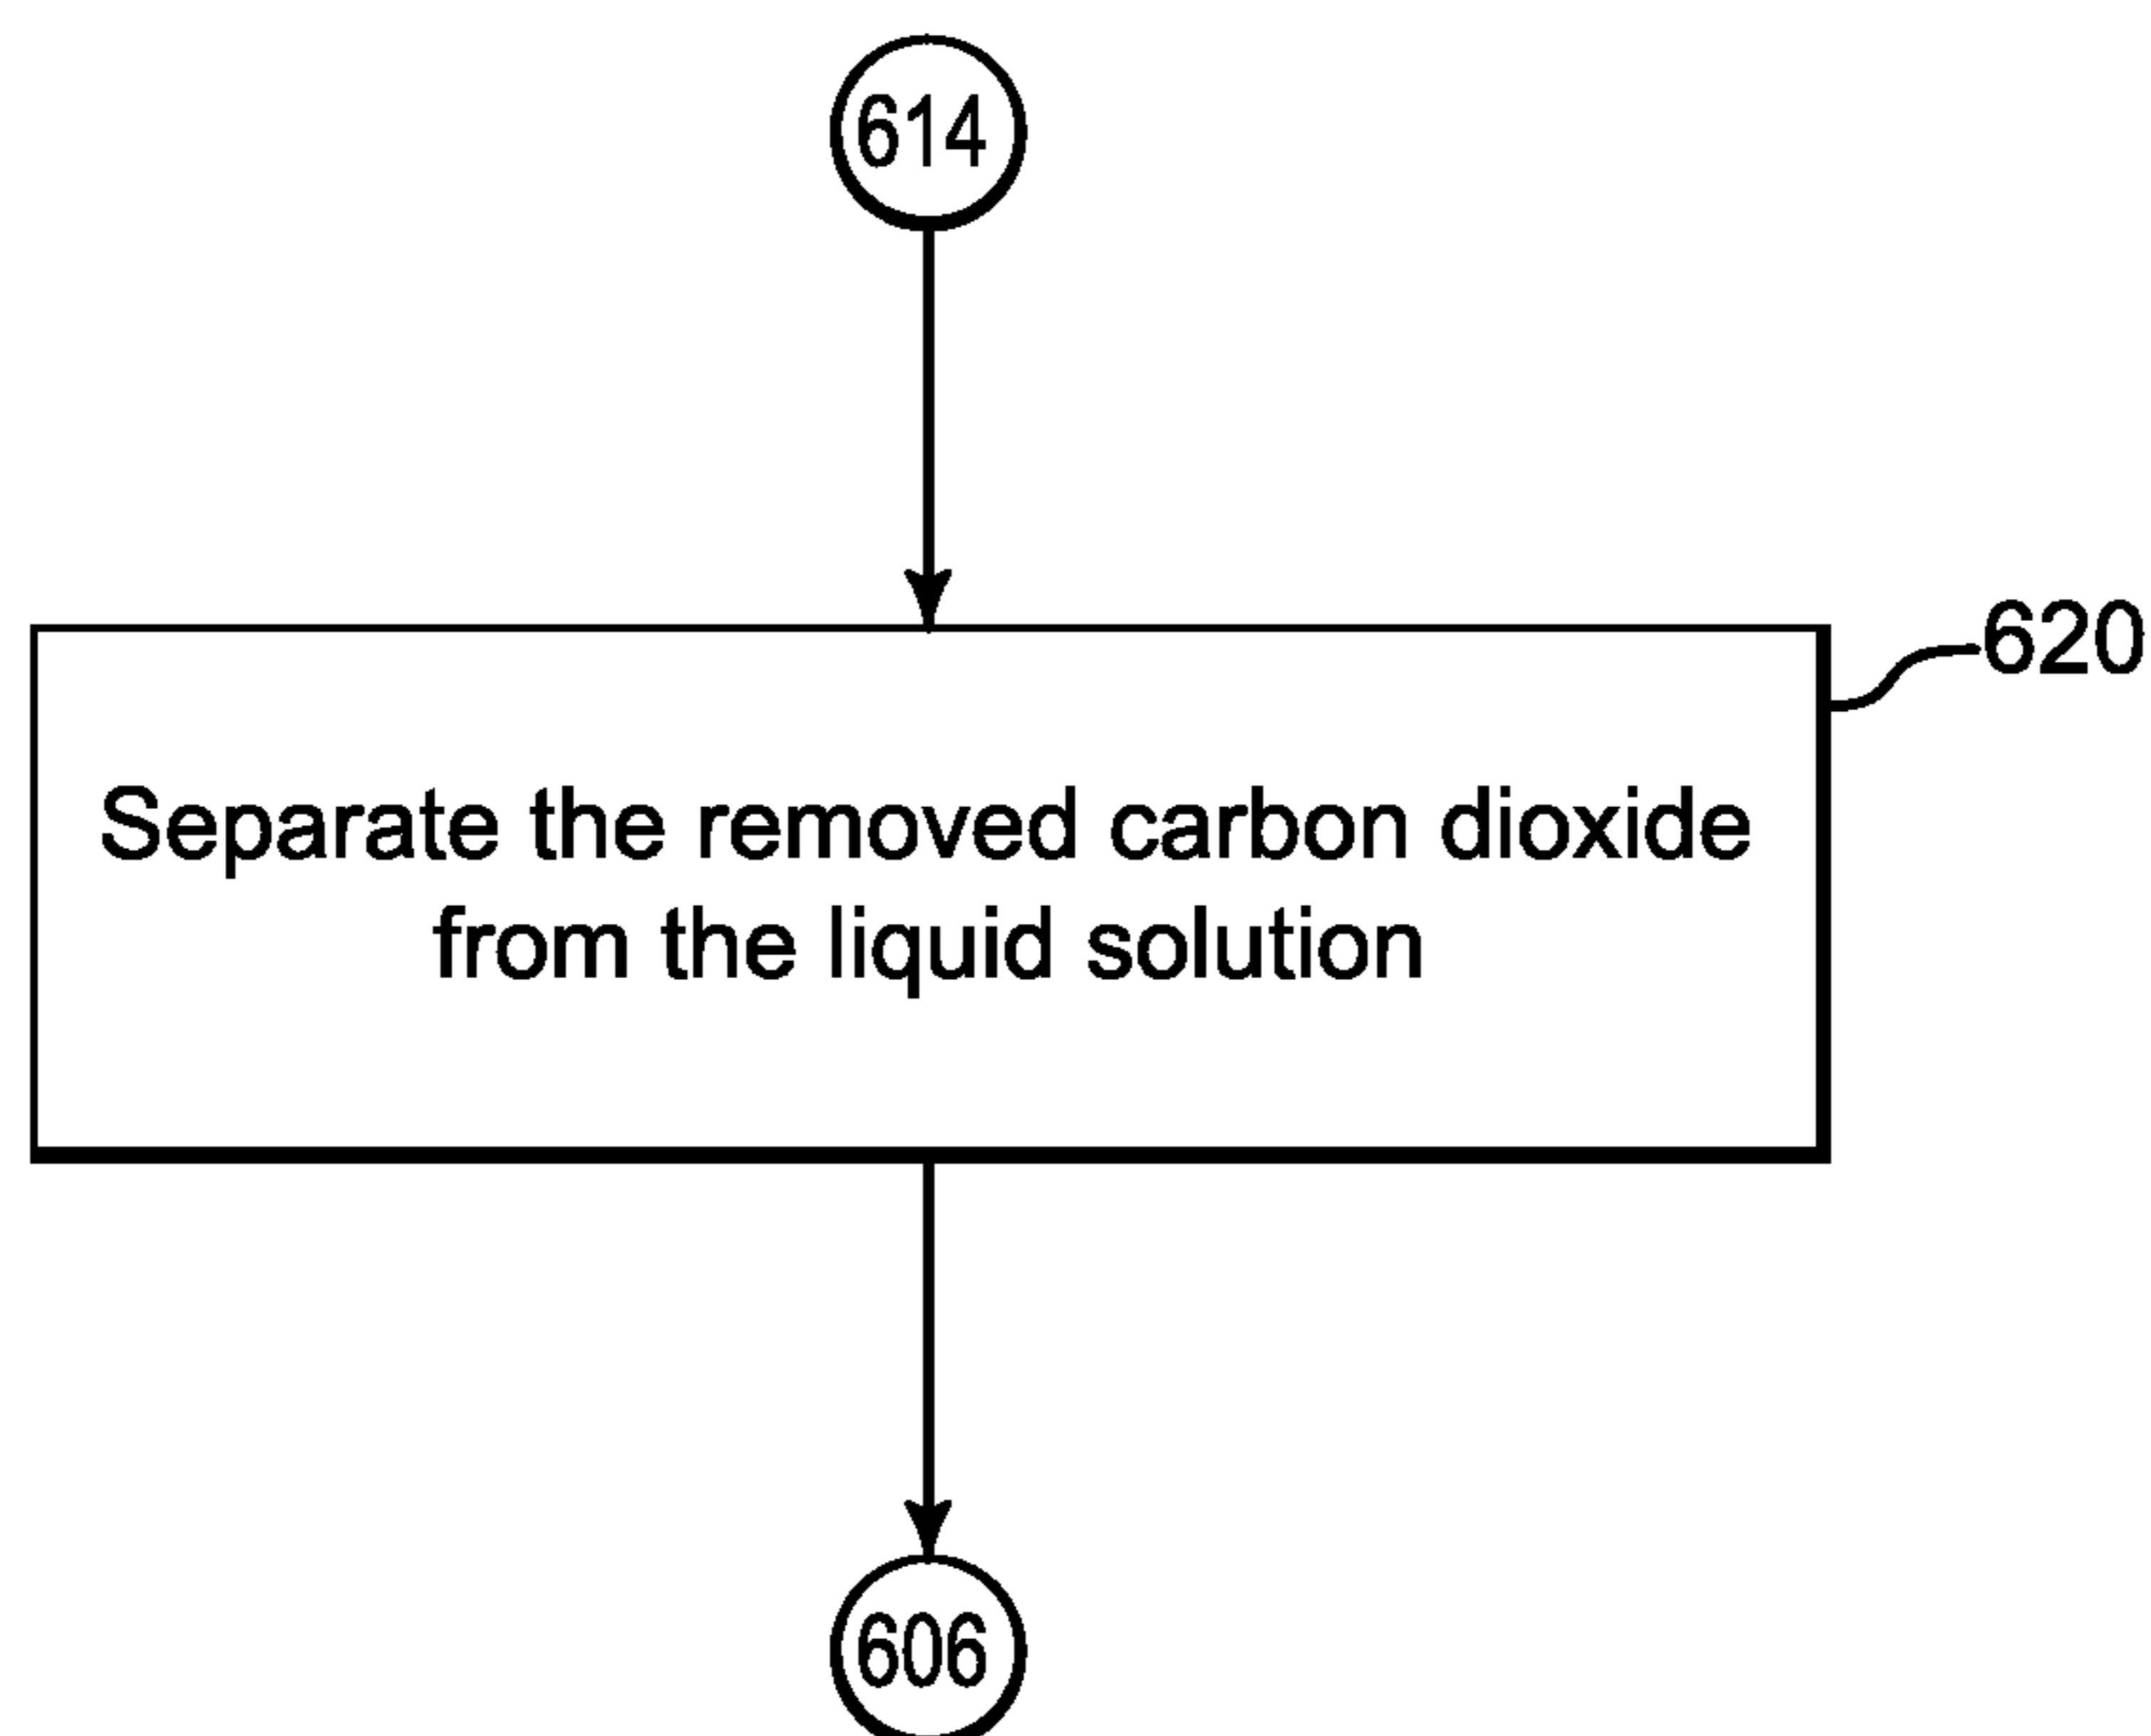 614
620
Separate the removed carbon dioxide
from the liquid solution
606